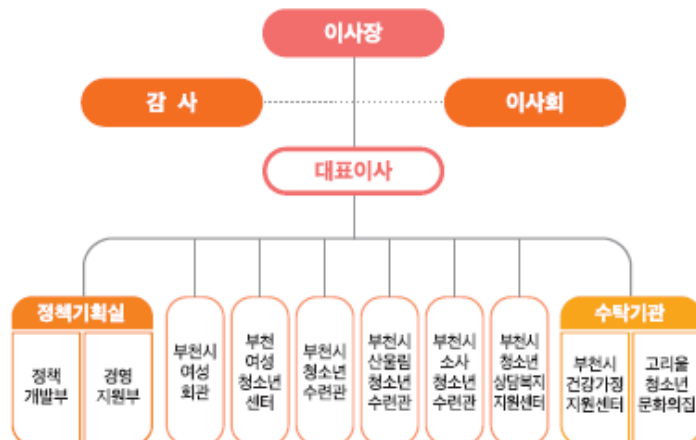 이사장
감 사
이사회
대표이사
정책기획실
정책
개발부
경영
지원부
부천시
여성
회관
부천
여성
청소년
센터
부천시
청소년
수련관
부천시
산울림
청소년
수련관
부천시
소사
청소년
수련관
부천시
청소년
상담복지
지원센터
수탁기관
부천시
건강가정
지원센터
고리울
청소년
문화의집